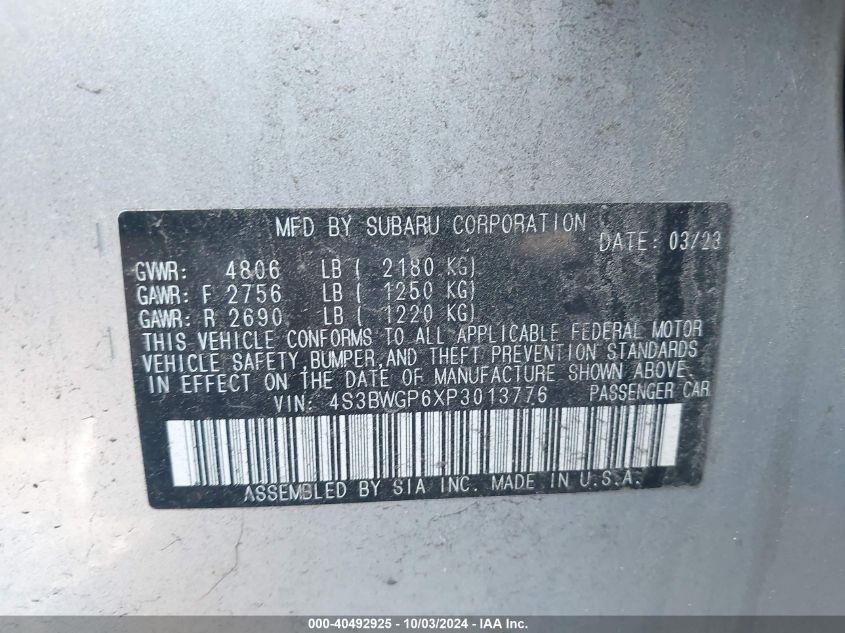 MFD BY SUBARU CORPORATION
DATE: 03/23
GVWR: 4806 LB ( 2180 KG)
GAWR: F 2756 LB ( 1250 KG)
GAWR: R 2690 LB ( 1220 KG)
THIS VEHICLE CONFORMS TO ALL APPLICABLE FEDERAL MOTOR
VEHICLE SAFETY, BUMPER, AND THEFT PREVENTION STANDARDS
IN EFFECT ON THE DATE OF MANUFACTURE SHOWN ABOVE.
VIN: 4S3BWGP6XP3013776 PASSENGER CAR
ASSEMBLED BY SIA INC. MADE IN U.S.A.
000-40492925 - 10/03/2024 - IAAI.com